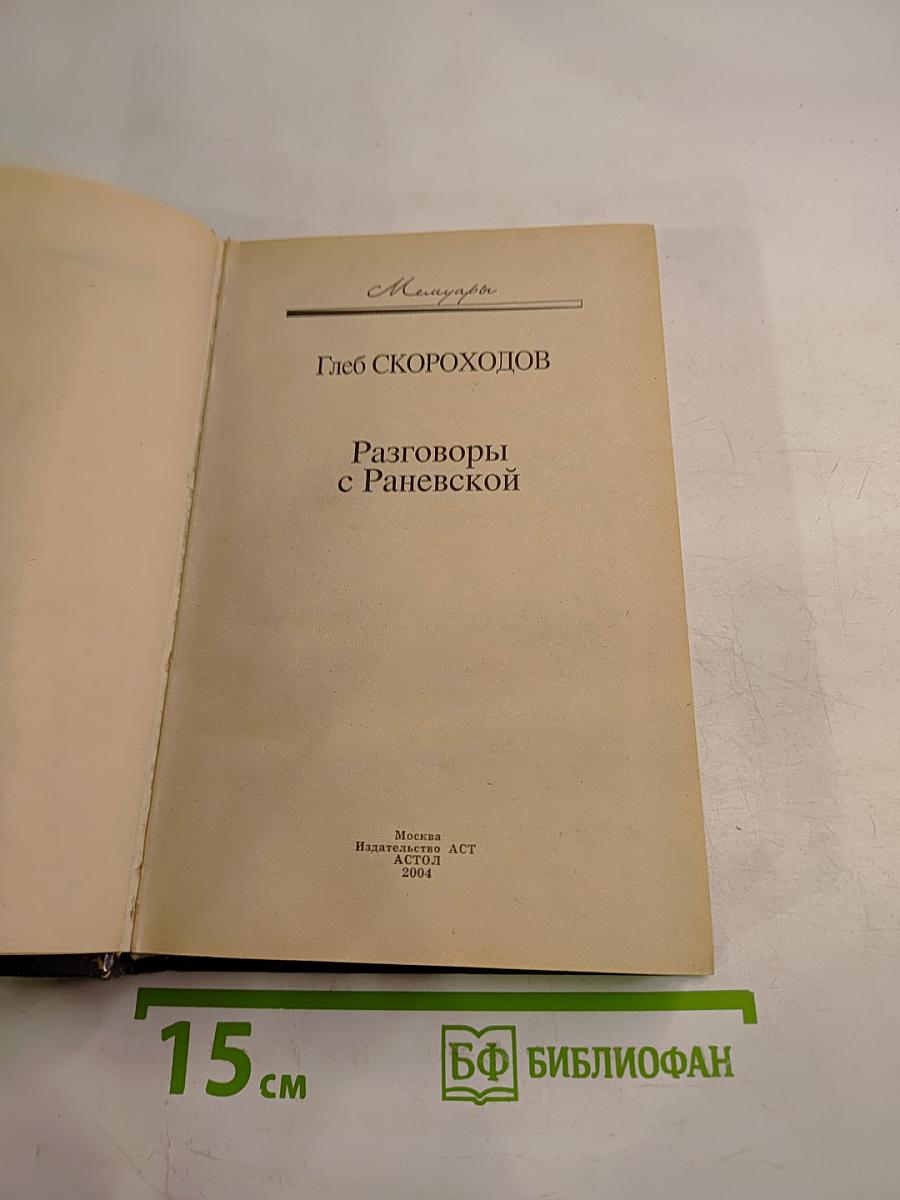 Мемуары
Глеб СКОРОХОДОВ
Разговоры
с Раневской
Москва
Издательство АСТ
АСТОЛ
2004
15 см
БФ БИБЛИОФАН